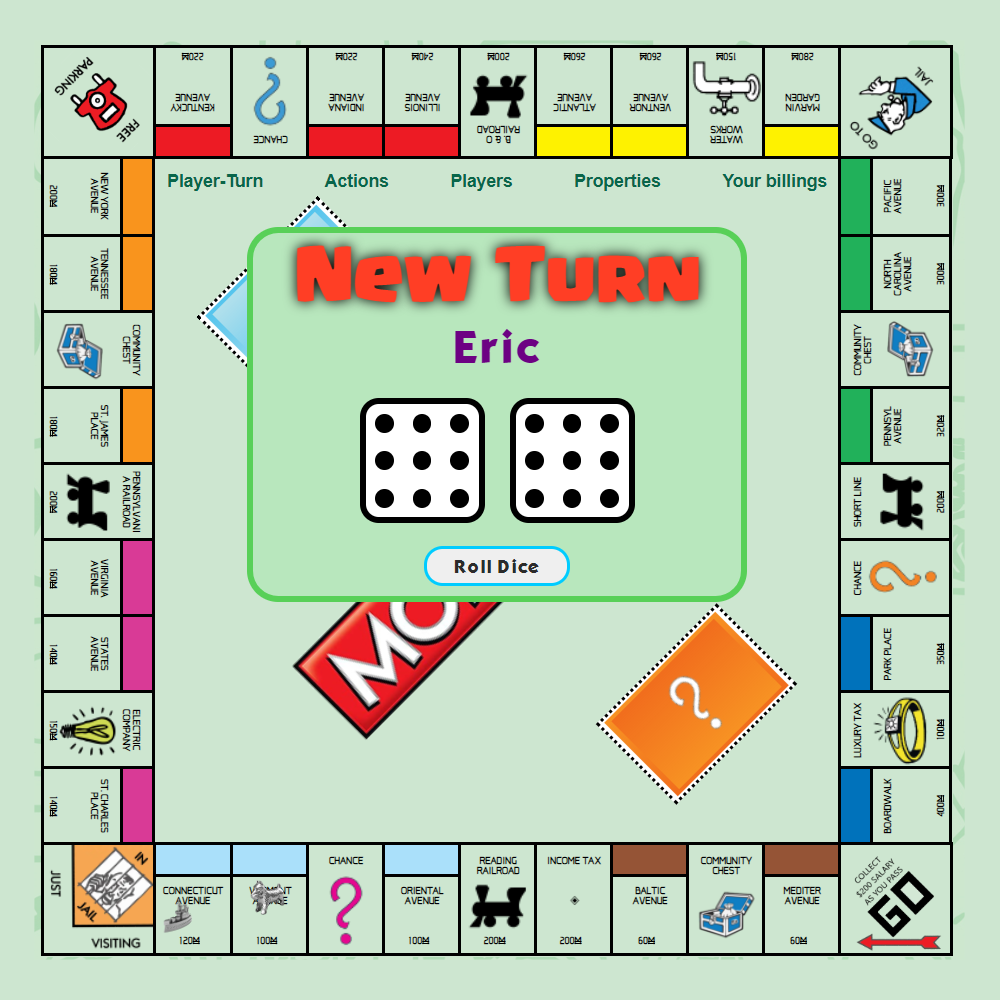 FREE
PARKING
220M
KENTUCKY
AVENUE
CHANCE
220M
INDIANA
AVENUE
240M
ILLINOIS
AVENUE
200M
B. & O
RAILROAD
260M
ATLANTIC
AVENUE
260M
VERNOR
AVENUE
150M
WATER
WORKS
280M
MARVIN
GARDEN
GO TO
JAIL
NEW YORK
AVENUE
200M
TENNESSEE
AVENUE
180M
COMMUNITY
CHEST
ST. JAMES
PLACE
180M
PENNSYLVANI
A RAILROAD
200M
VIRGINIA
AVENUE
160M
STATES
AVENUE
140M
ELECTRIC
COMPANY
150M
ST. CHARLES
PLACE
140M
Player-Turn
Actions
Players
Properties
Your billings
New Turn
Eric
Roll Dice
MO
?
PACIFIC
AVENUE
300M
NORTH
CAROLINA
AVENUE
300M
COMMUNITY
CHEST
PENNSYL
AVENUE
320M
SHORT LINE
200M
CHANCE
PARK PLACE
350M
LUXURY TAX
100M
BOARDWALK
400M
JUST
VISITING
IN
JAIL
CONNECTICUT
AVENUE
120M
100M
CHANCE
ORIENTAL
AVENUE
100M
READING
RAILROAD
200M
INCOME TAX
200M
BALTIC
AVENUE
60M
COMMUNITY
CHEST
MEDITER
AVENUE
60M
COLLECT
$200 SALARY
AS YOU PASS
GO